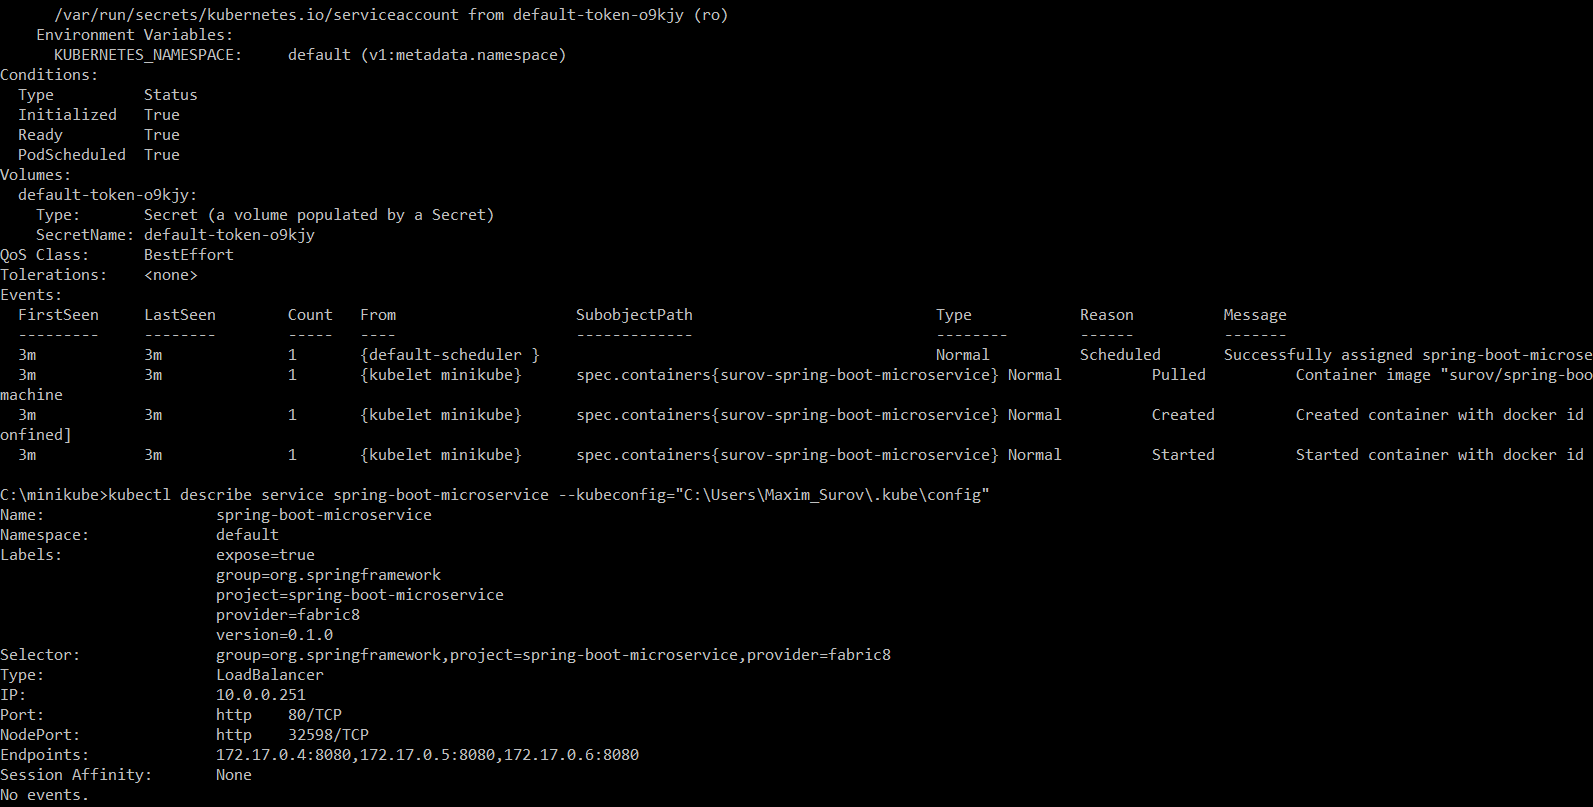 /var/run/secrets/kubernetes.io/serviceaccount from default-token-o9kjy (ro)
Environment Variables:
KUBERNETES_NAMESPACE: default (v1:metadata.namespace)
Conditions:
Type Status
Initialized True
Ready True
PodScheduled True
Volumes:
default-token-o9kjy:
Type: Secret (a volume populated by a Secret)
SecretName: default-token-o9kjy
QoS Class: BestEffort
Tolerations: <none>
Events:
FirstSeen LastSeen Count From SubobjectPath Type Reason Message
--------- -------- ----- ---- ------------- -------- ------ -------
3m 3m 1 {default-scheduler } Normal Scheduled Successfully assigned spring-boot-microse
3m 3m 1 {kubelet minikube} spec.containers{surov-spring-boot-microservice} Normal Pulled Container image "surov/spring-boo
machine
3m 3m 1 {kubelet minikube} spec.containers{surov-spring-boot-microservice} Normal Created Created container with docker id
onfined]
3m 3m 1 {kubelet minikube} spec.containers{surov-spring-boot-microservice} Normal Started Started container with docker id
C:\minikube>kubectl describe service spring-boot-microservice --kubeconfig="C:\Users\Maxim_Surov\.kube\config"
Name: spring-boot-microservice
Namespace: default
Labels: expose=true
group=org.springframework
project=spring-boot-microservice
provider=fabric8
version=0.1.0
Selector: group=org.springframework,project=spring-boot-microservice,provider=fabric8
Type: LoadBalancer
IP: 10.0.0.251
Port: http 80/TCP
NodePort: http 32598/TCP
Endpoints: 172.17.0.4:8080,172.17.0.5:8080,172.17.0.6:8080
Session Affinity: None
No events.